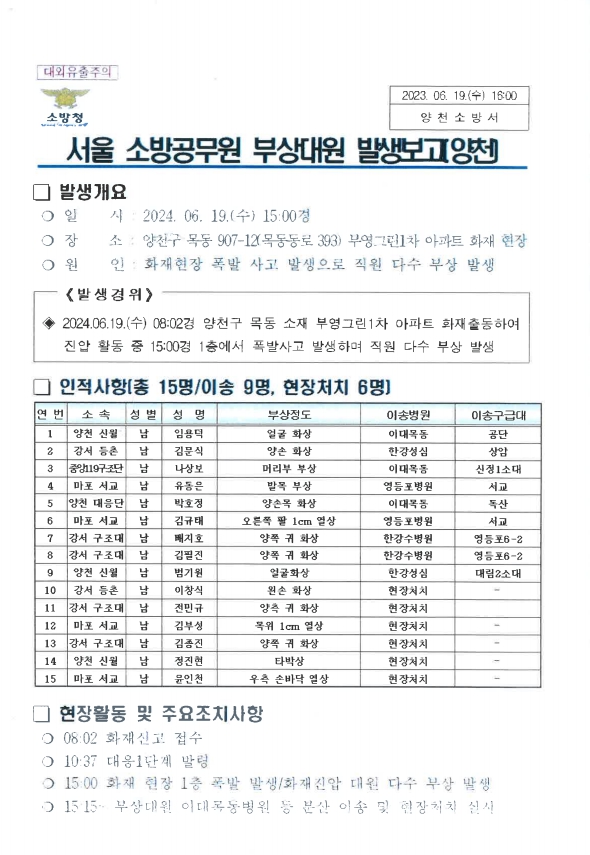 대외유출주의
소방청
2023. 06. 19.(수) 16:00
양 천 소 방 서
서울 소방공무원 부상대원 발생보고(양천)
□ 발생개요
○ 일 시 : 2024. 06. 19.(수) 15:00경
○ 장 소 : 양천구 목동 907-12(목동동로 393) 부영그린1차 아파트 화재 현장
○ 원 인 : 화재현장 폭발 사고 발생으로 직원 다수 부상 발생
《 발 생 경 위 》
◈ 2024.06.19.(수) 08:02경 양천구 목동 소재 부영그린1차 아파트 화재출동하여
진압 활동 중 15:00경 1층에서 폭발사고 발생하며 직원 다수 부상 발생
□ 인적사항(총 15명/이송 9명, 현장처치 6명)
연 번 소 속 성 별 성 명 부상정도 이송병원 이송구급대
1 양천 신월 남 임용덕 얼굴 화상 이대목동 공단
2 강서 등촌 남 김문식 양손 화상 한강성심 상암
3 중앙119구조단 남 나상보 머리부 부상 이대목동 신정1소대
4 마포 서교 남 유동은 발목 부상 영등포병원 서교
5 양천 대응단 남 박호정 양손목 화상 이대목동 독산
6 마포 서교 남 김규태 오른쪽 팔 1cm 열상 영등포병원 서교
7 강서 구조대 남 배지호 양쪽 귀 화상 한강수병원 영등포6-2
8 강서 구조대 남 김필진 양쪽 귀 화상 한강수병원 영등포6-2
9 양천 신월 남 범기원 얼굴화상 한강성심 대림2소대
10 강서 등촌 남 이창식 왼손 화상 현장처치 -
11 강서 구조대 남 전민규 양측 귀 화상 현장처치 -
12 마포 서교 남 김부성 목위 1cm 열상 현장처치 -
13 강서 구조대 남 김종진 양쪽 귀 화상 현장처치 -
14 양천 신월 남 정진현 타박상 현장처치 -
15 마포 서교 남 윤인천 우측 손바닥 열상 현장처치 -
□ 현장활동 및 주요조치사항
○ 08:02 화재신고 접수
○ 10:37 대응1단계 발령
○ 15:00 화재 현장 1층 폭발 발생/화재진압 대원 다수 부상 발생
○ 15:15~ 부상대원 이대목동병원 등 분산 이송 및 현장처치 실시